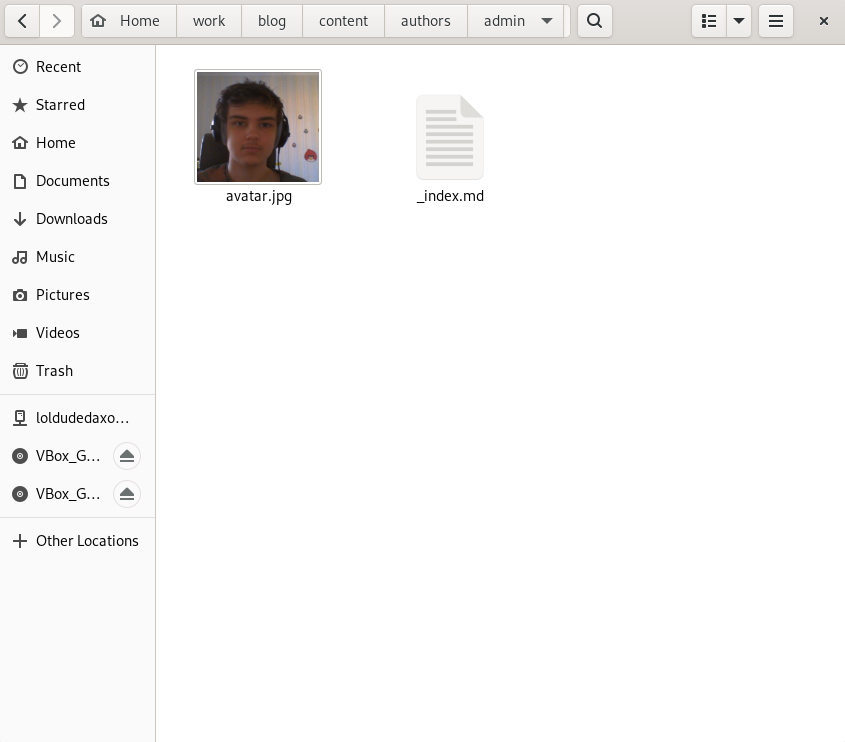 Home work blog content authors admin
Recent
Starred
Home
Documents
Downloads
Music
Pictures
Videos
Trash
loldudedaxo…
VBox_G…
VBox_G…
Other Locations
avatar.jpg
_index.md